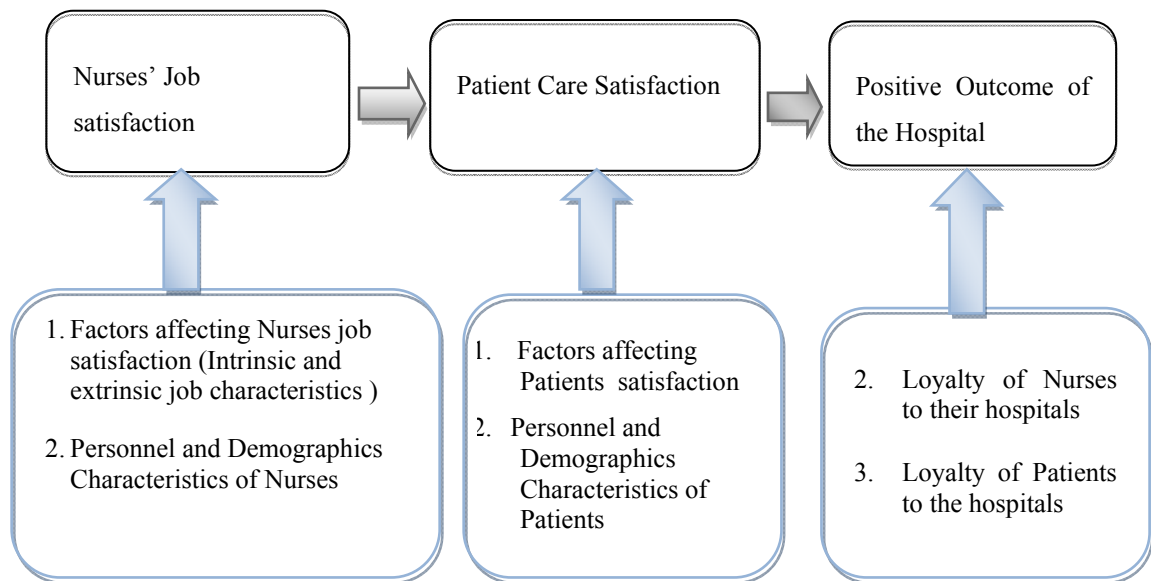 Nurses’ Job
satisfaction
Patient Care Satisfaction
Positive Outcome of
the Hospital
1. Factors affecting Nurses job
satisfaction (Intrinsic and
extrinsic job characteristics )
2. Personnel and Demographics
Characteristics of Nurses
1. Factors affecting
Patients satisfaction
2. Personnel and
Demographics
Characteristics of
Patients
2. Loyalty of Nurses
to their hospitals
3. Loyalty of Patients
to the hospitals